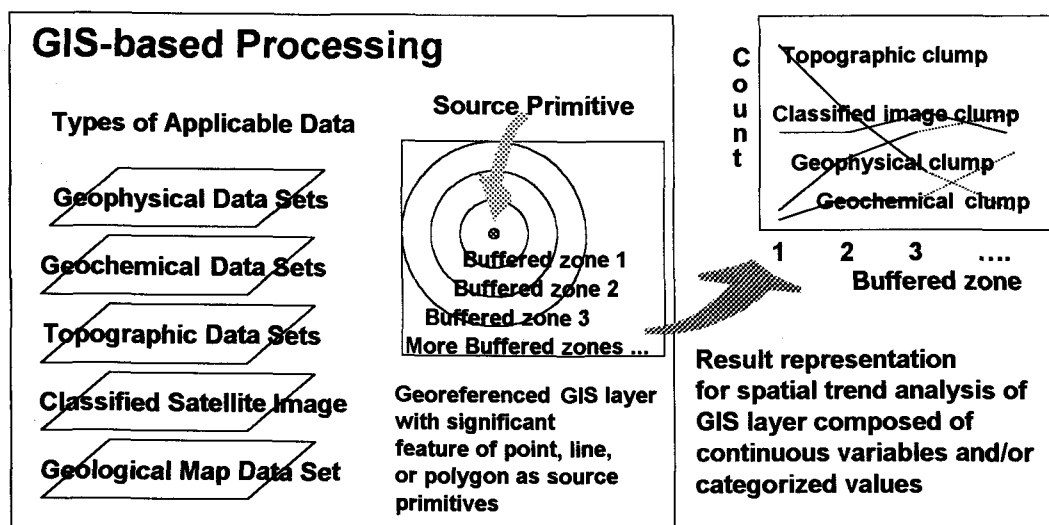 GIS-based Processing
Types of Applicable Data
Geophysical Data Sets
Geochemical Data Sets
Topographic Data Sets
Classified Satellite Image
Geological Map Data Set
Source Primitive
Buffered zone 1
Buffered zone 2
Buffered zone 3
More Buffered zones ...
Georeferenced GIS layer
with significant
feature of point, line,
or polygon as source
primitives
Count
Topographic clump
Classified image clump
Geophysical clump
Geochemical clump
1 2 3 ....
Buffered zone
Result representation
for spatial trend analysis of
GIS layer composed of
continuous variables and/or
categorized values